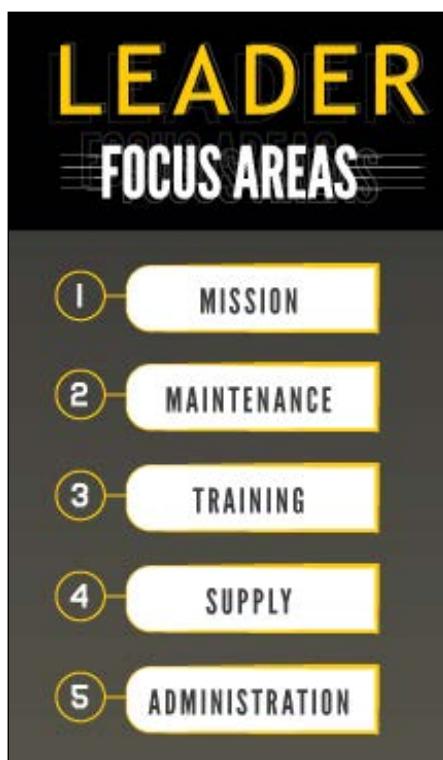 LEADER
FOCUS AREAS
1 MISSION
2 MAINTENANCE
3 TRAINING
4 SUPPLY
5 ADMINISTRATION